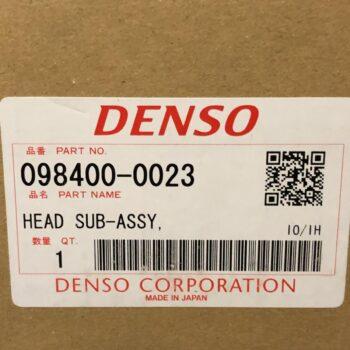 DENSO
品番 PART NO.
098400-0023
品名 PART NAME
HEAD SUB-ASSY,
IO/IH
数量 QT.
1
DENSO CORPORATION
MADE IN JAPAN